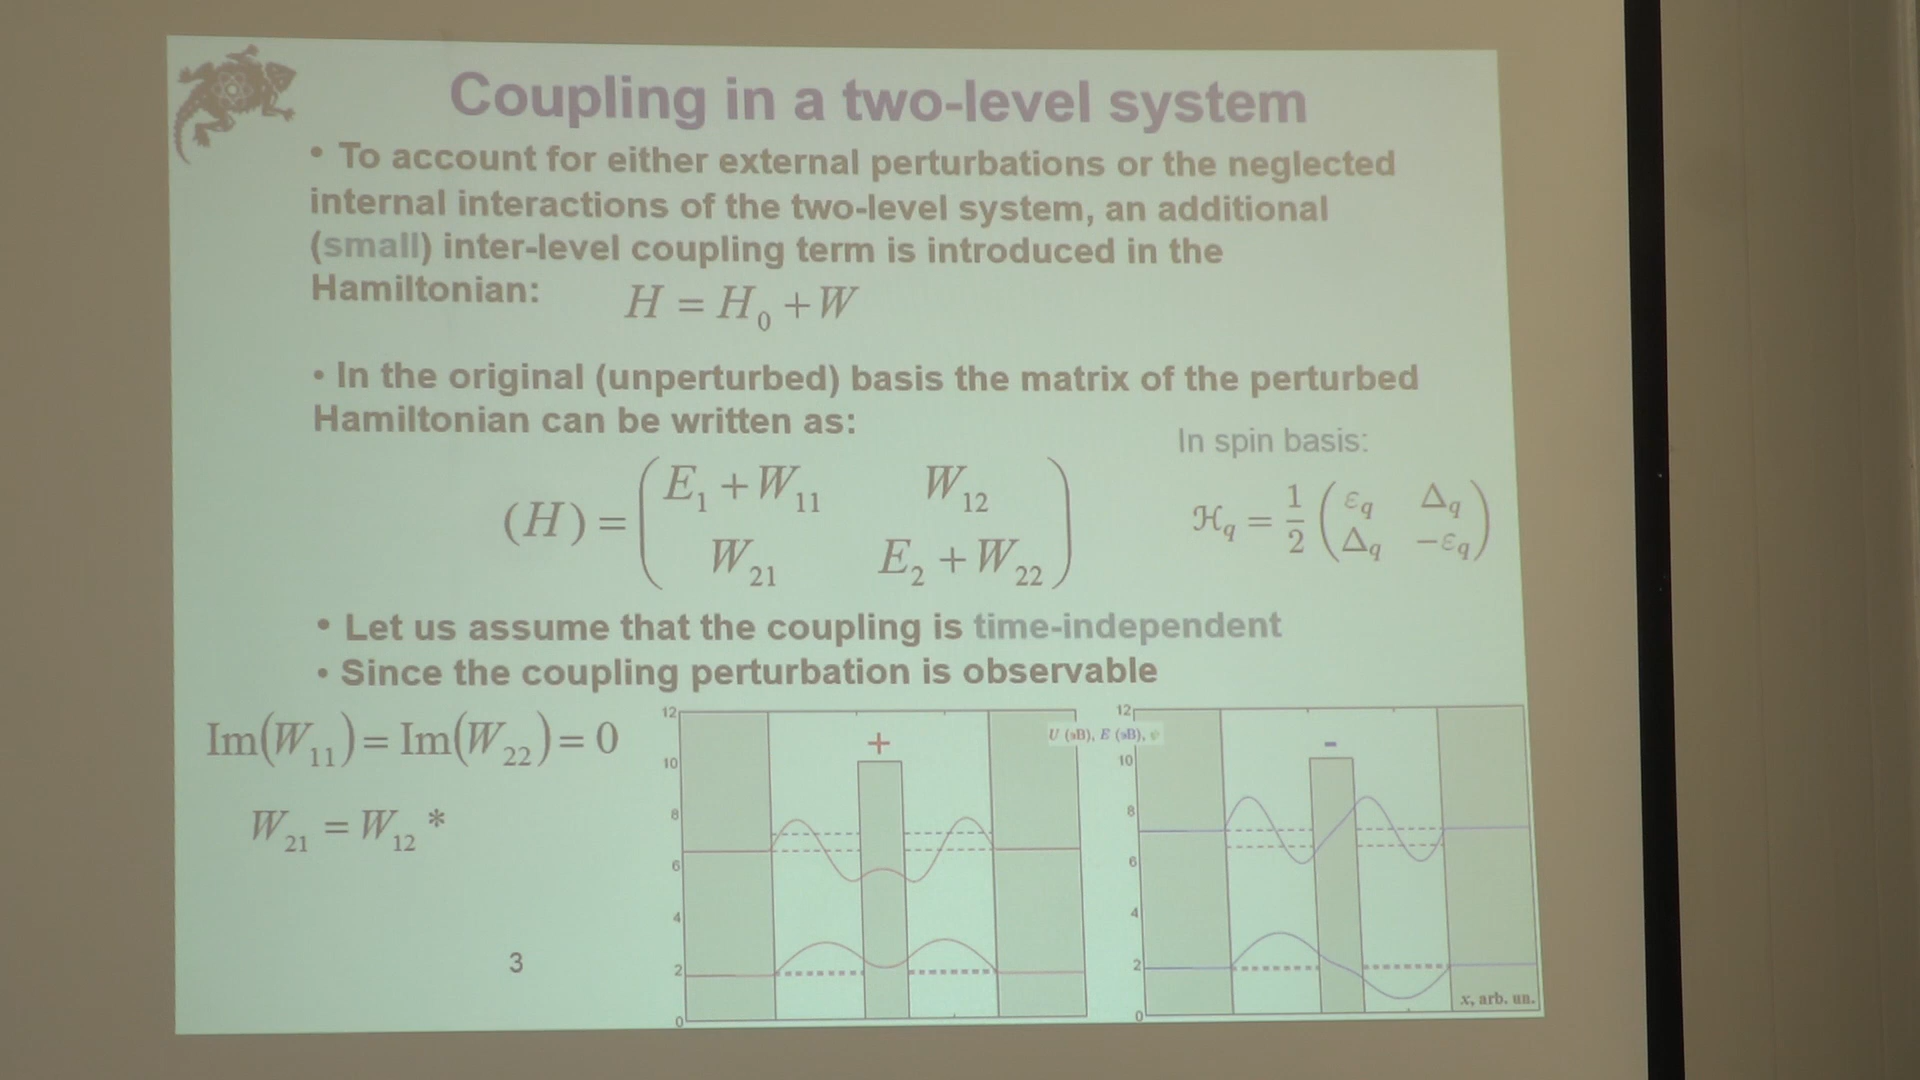 Coupling in a two-level system
• To account for either external perturbations or the neglected
internal interactions of the two-level system, an additional
(small) inter-level coupling term is introduced in the
Hamiltonian: H = H₀ + W
• In the original (unperturbed) basis the matrix of the perturbed
Hamiltonian can be written as:
In spin basis:
(H) = ( E₁ + W₁₁ W₁₂
W₂₁ E₂ + W₂₂ )
ℋq = 1/2 ( εq Δq
Δq −εq )
• Let us assume that the coupling is time-independent
• Since the coupling perturbation is observable
Im(W₁₁) = Im(W₂₂) = 0
W₂₁ = W₁₂ *
3
12
10
8
6
4
2
0
+
U (эВ), E (эВ),
12
10
8
6
4
2
0
-
x, arb. un.